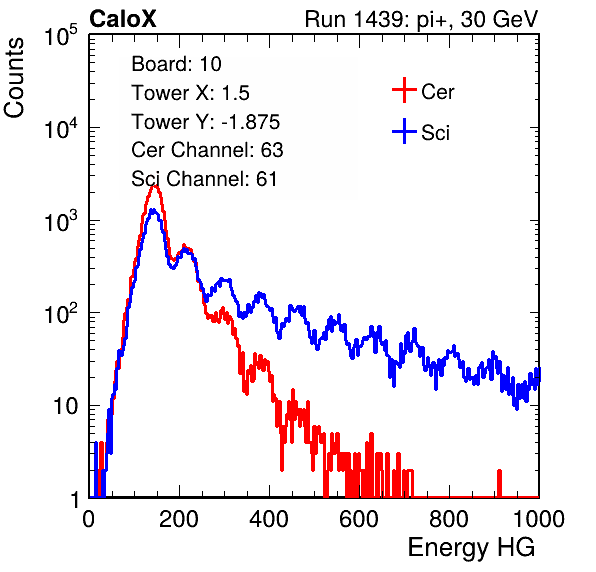 CaloX Run 1439: pi+, 30 GeV
Counts
Board: 10
Tower X: 1.5
Tower Y: -1.875
Cer Channel: 63
Sci Channel: 61
Cer
Sci
10^5
10^4
10^3
10^2
10
1
0 200 400 600 800 1000
Energy HG